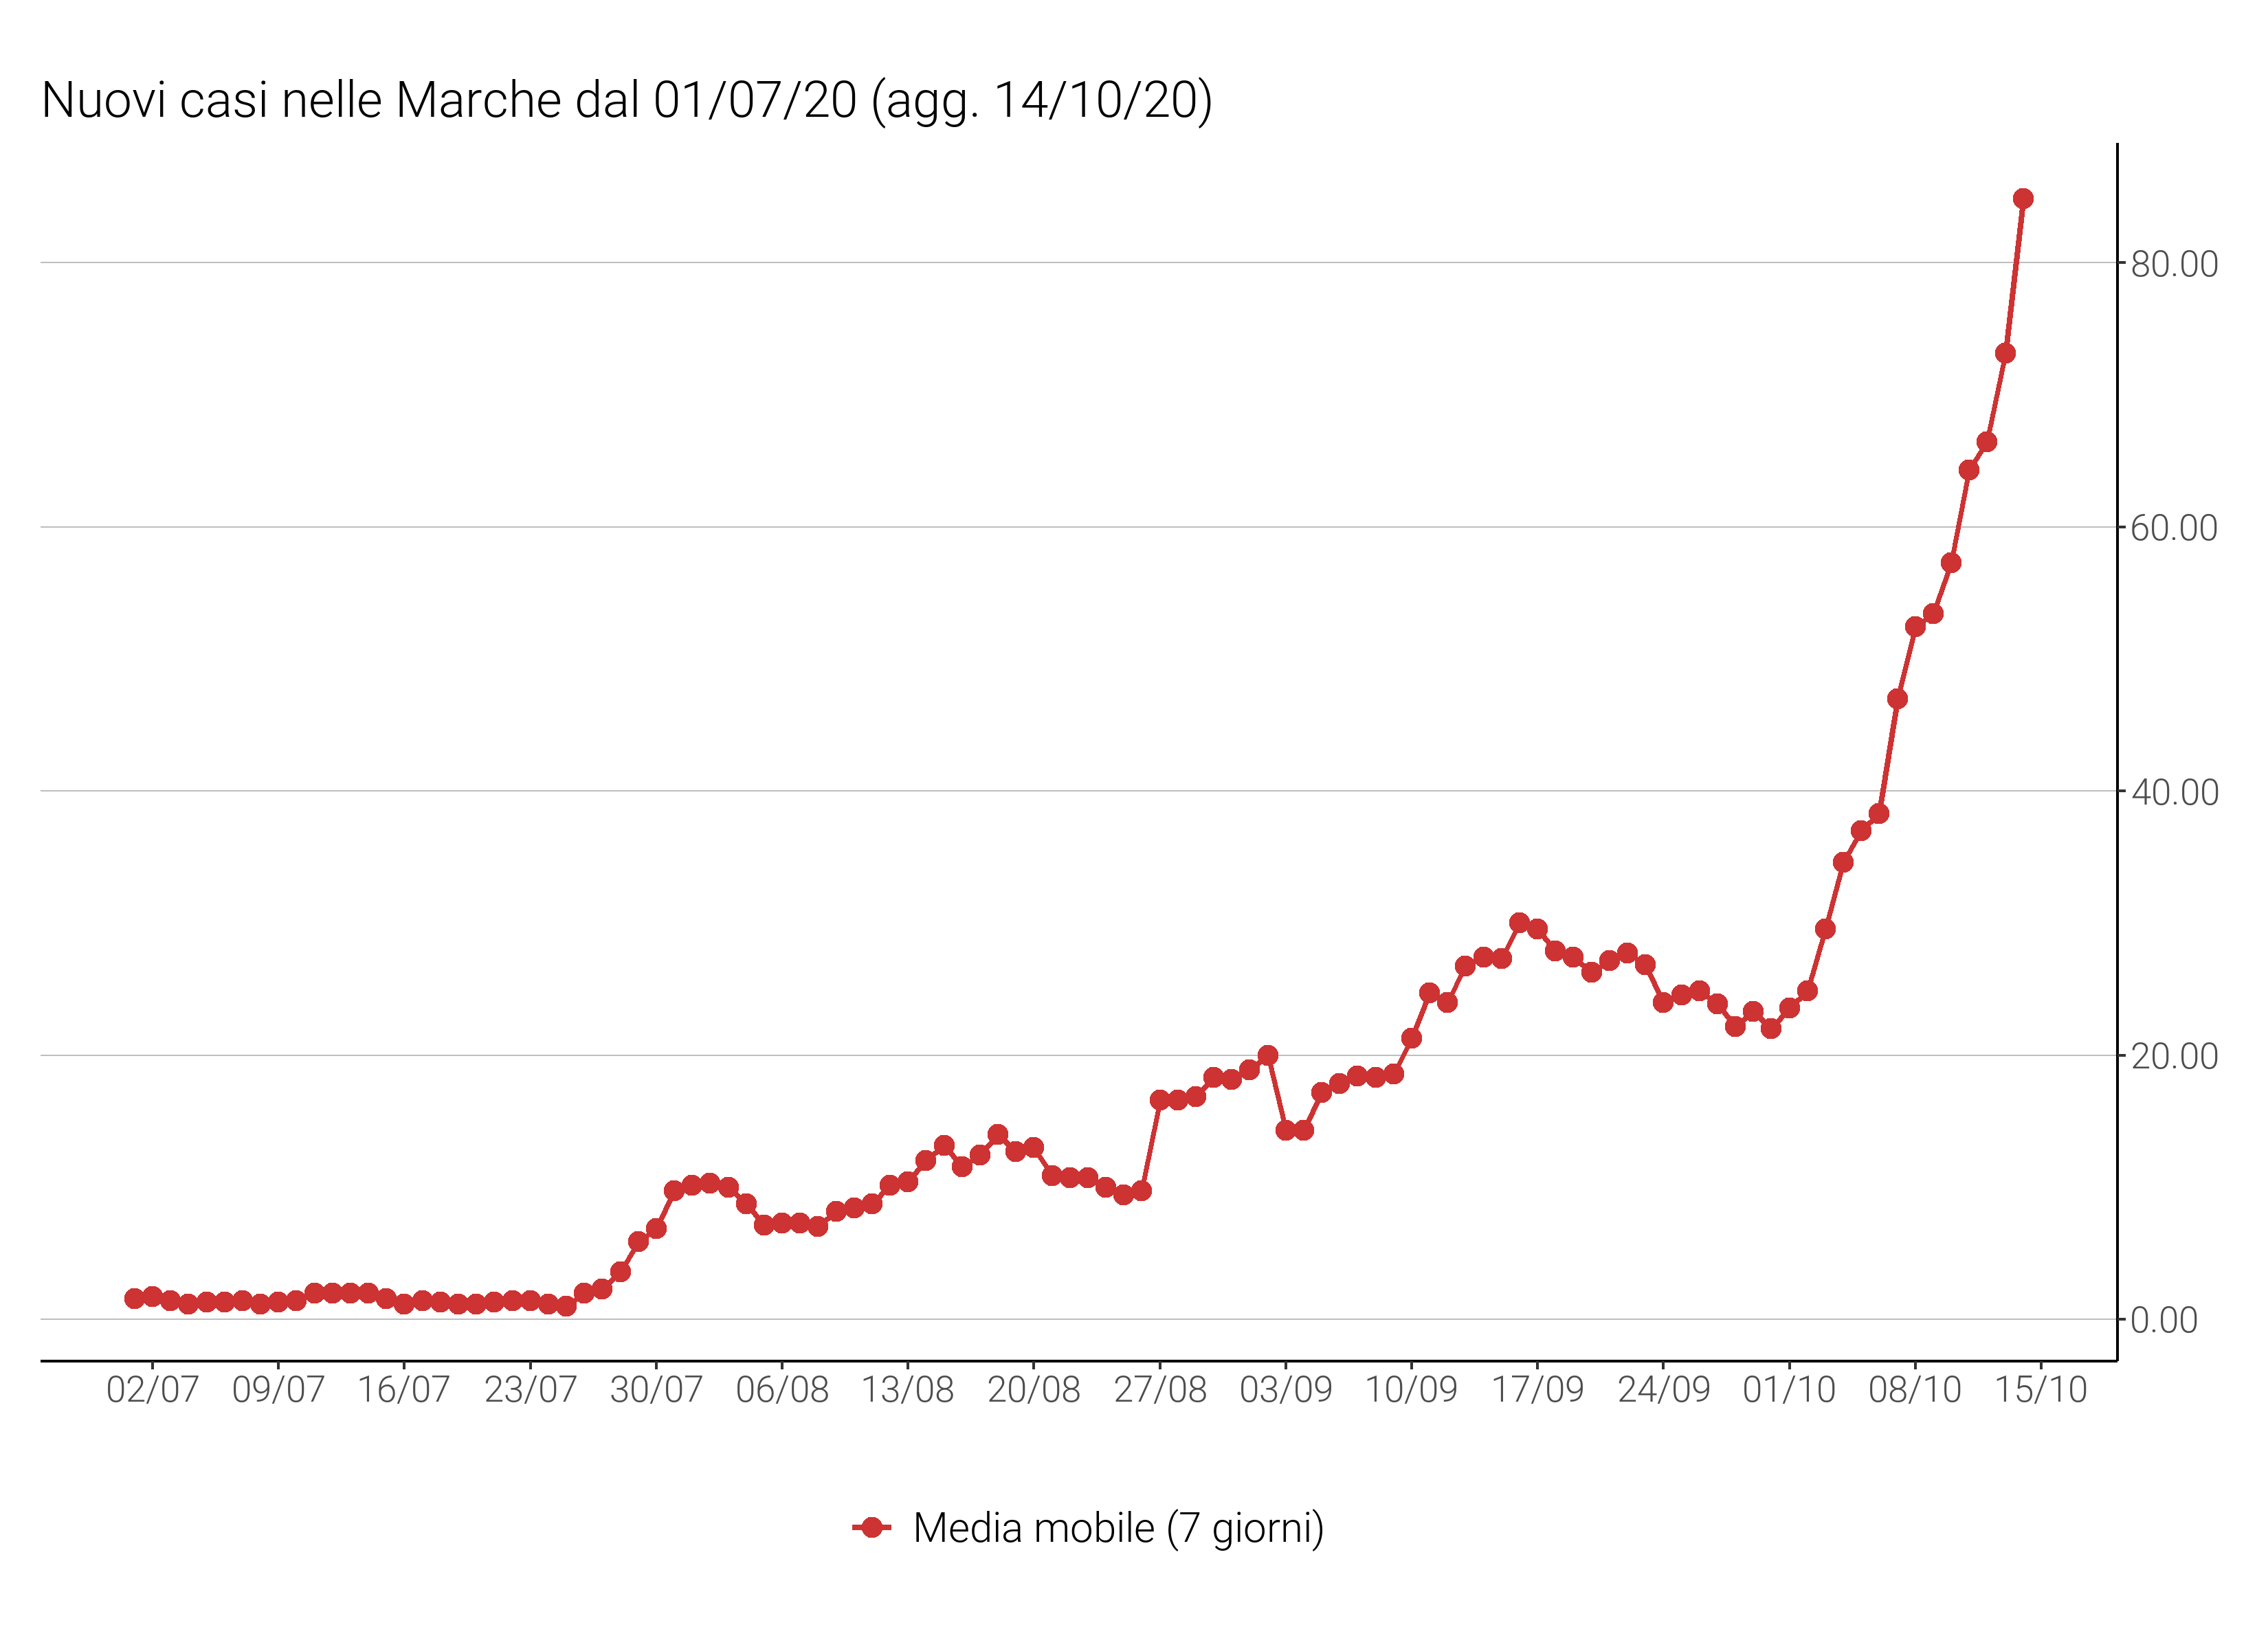 Nuovi casi nelle Marche dal 01/07/20 (agg. 14/10/20)
80.00
60.00
40.00
20.00
0.00
02/07 09/07 16/07 23/07 30/07 06/08 13/08 20/08 27/08 03/09 10/09 17/09 24/09 01/10 08/10 15/10
Media mobile (7 giorni)